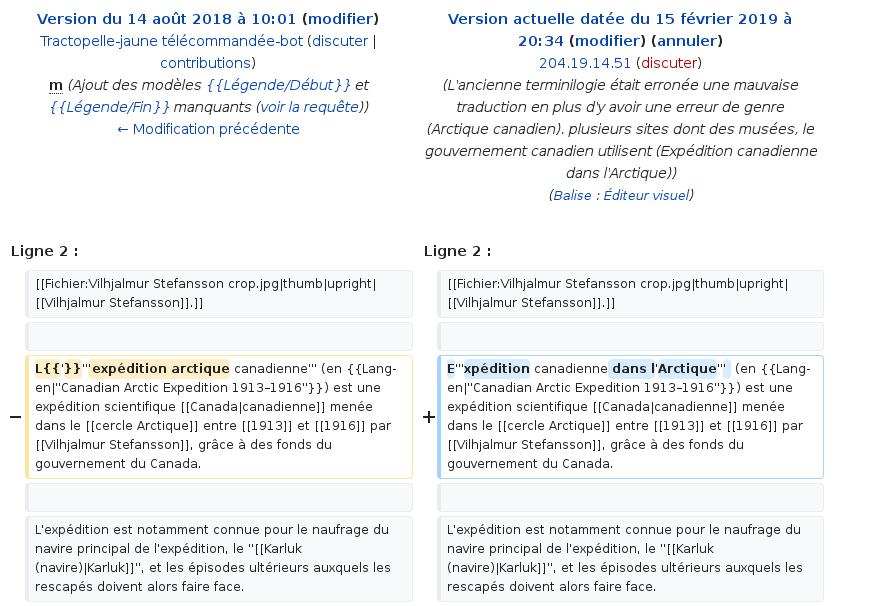 Version du 14 août 2018 à 10:01 (modifier)
Tractopelle-jaune télécommandée-bot (discuter |
contributions)
m (Ajout des modèles {{Légende/Début}} et
{{Légende/Fin}} manquants (voir la requête))
← Modification précédente
Version actuelle datée du 15 février 2019 à
20:34 (modifier) (annuler)
204.19.14.51 (discuter)
(L'ancienne terminilogie était erronée une mauvaise
traduction en plus d'y avoir une erreur de genre
(Arctique canadien). plusieurs sites dont des musées, le
gouvernement canadien utilisent (Expédition canadienne
dans l'Arctique))
(Balise : Éditeur visuel)
Ligne 2 :
Ligne 2 :
[[Fichier:Vilhjalmur Stefansson crop.jpg|thumb|upright|
[[Vilhjalmur Stefansson]].]]
[[Fichier:Vilhjalmur Stefansson crop.jpg|thumb|upright|
[[Vilhjalmur Stefansson]].]]
−
L{{'}}'''expédition arctique canadienne''' (en {{Lang-
en|''Canadian Arctic Expedition 1913–1916''}}) est une
expédition scientifique [[Canada|canadienne]] menée
dans le [[cercle Arctique]] entre [[1913]] et [[1916]] par
[[Vilhjalmur Stefansson]], grâce à des fonds du
gouvernement du Canada.
+
E'''xpédition canadienne dans l'Arctique''' (en {{Lang-
en|''Canadian Arctic Expedition 1913–1916''}}) est une
expédition scientifique [[Canada|canadienne]] menée
dans le [[cercle Arctique]] entre [[1913]] et [[1916]] par
[[Vilhjalmur Stefansson]], grâce à des fonds du
gouvernement du Canada.
L'expédition est notamment connue pour le naufrage du
navire principal de l'expédition, le ''[[Karluk
(navire)|Karluk]]'', et les épisodes ultérieurs auxquels les
rescapés doivent alors faire face.
L'expédition est notamment connue pour le naufrage du
navire principal de l'expédition, le ''[[Karluk
(navire)|Karluk]]'', et les épisodes ultérieurs auxquels les
rescapés doivent alors faire face.